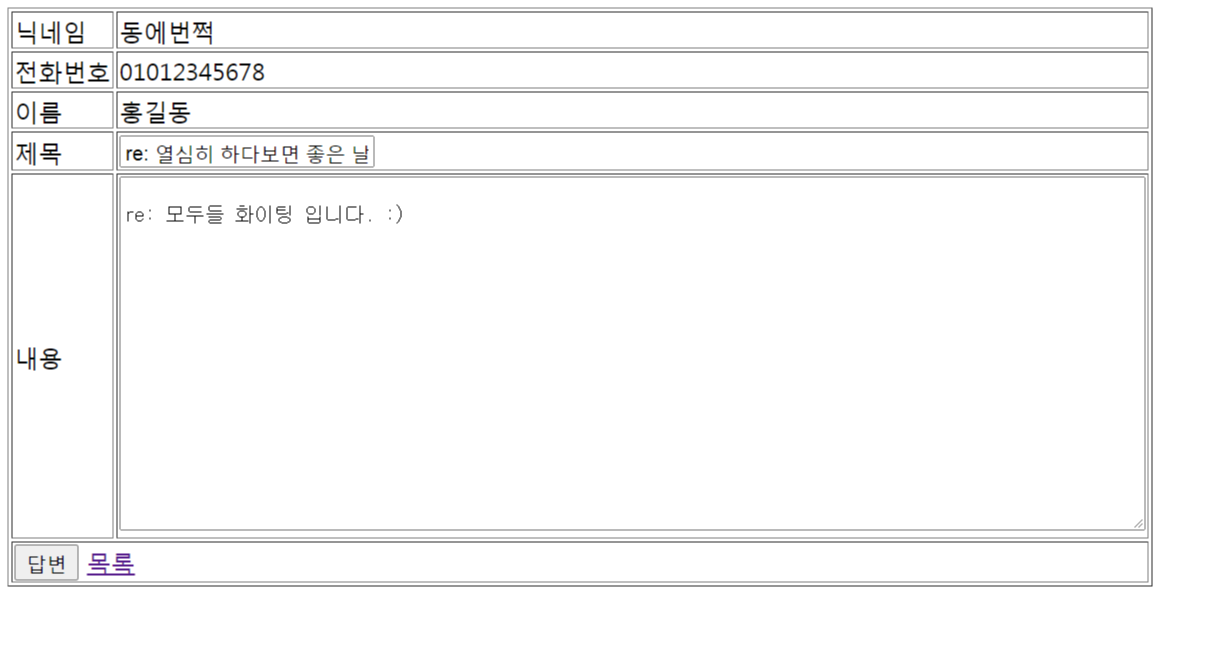 닉네임 동에번쩍
전화번호 01012345678
이름 홍길동
제목 re: 열심히 하다보면 좋은 날
내용 re: 모두들 화이팅 입니다. :)
답변 목록